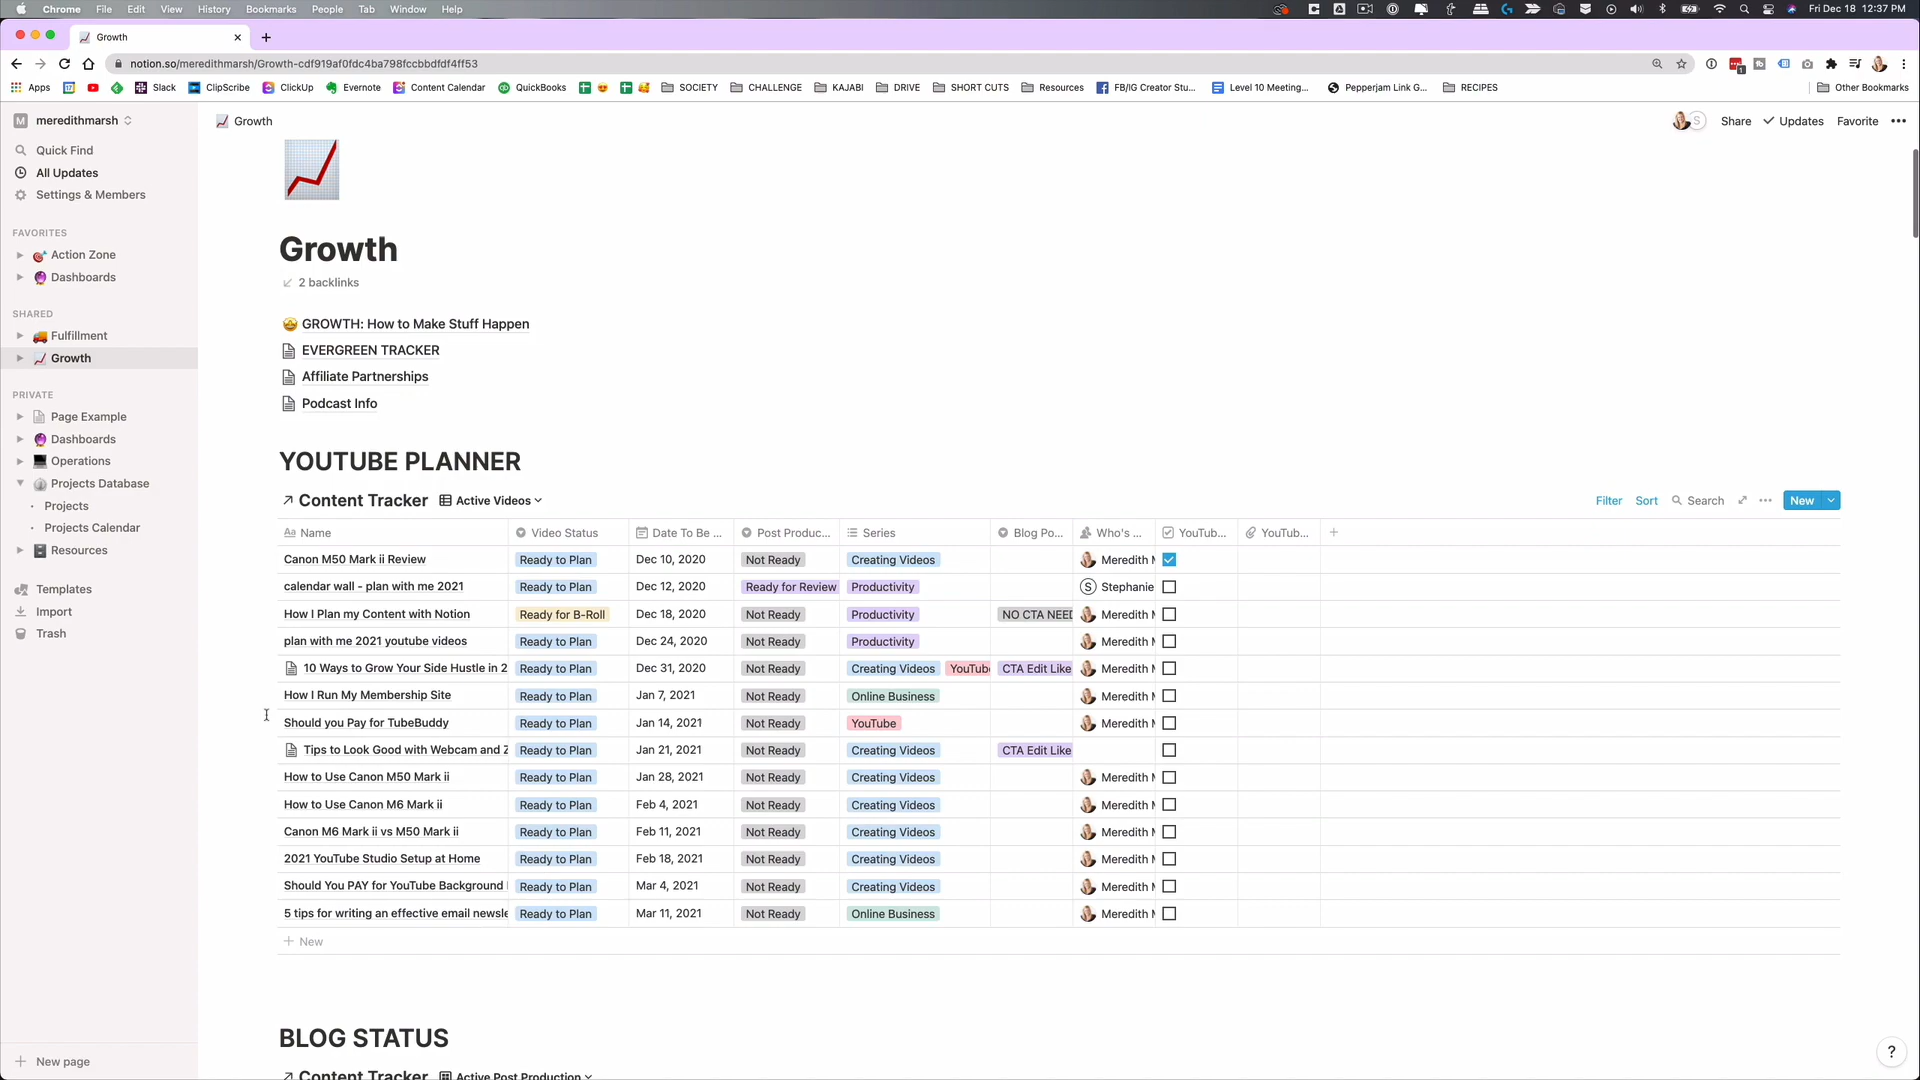 Chrome File Edit View History Bookmarks People Tab Window Help Fri Dec 18 12:37 PM
Growth
notion.so/meredithmarsh/Growth-cdf919af0fdc4ba798fccbbdfdf4ff53
Apps Slack ClipScribe ClickUp Evernote Content Calendar QuickBooks SOCIETY CHALLENGE KAJABI DRIVE SHORT CUTS Resources FB/IG Creator Stu... Level 10 Meeting... Pepperjam Link G... RECIPES Other Bookmarks
M meredithmarsh
Growth
S Share Updates Favorite
Quick Find
All Updates
Settings & Members
FAVORITES
Action Zone
Dashboards
SHARED
Fulfillment
Growth
PRIVATE
Page Example
Dashboards
Operations
Projects Database
Projects
Projects Calendar
Resources
Templates
Import
Trash
New page
Growth
2 backlinks
GROWTH: How to Make Stuff Happen
EVERGREEN TRACKER
Affiliate Partnerships
Podcast Info
YOUTUBE PLANNER
Content Tracker Active Videos Filter Sort Search New
Aa Name Video Status Date To Be ... Post Produc... Series Blog Po... Who's ... YouTub... YouTub...
Canon M50 Mark ii Review Ready to Plan Dec 10, 2020 Not Ready Creating Videos Meredith M
calendar wall - plan with me 2021 Ready to Plan Dec 12, 2020 Ready for Review Productivity S Stephanie
How I Plan my Content with Notion Ready for B-Roll Dec 18, 2020 Not Ready Productivity NO CTA NEED Meredith M
plan with me 2021 youtube videos Ready to Plan Dec 24, 2020 Not Ready Productivity Meredith M
10 Ways to Grow Your Side Hustle in 2 Ready to Plan Dec 31, 2020 Not Ready Creating Videos YouTube CTA Edit Like Meredith M
How I Run My Membership Site Ready to Plan Jan 7, 2021 Not Ready Online Business Meredith M
Should you Pay for TubeBuddy Ready to Plan Jan 14, 2021 Not Ready YouTube Meredith M
Tips to Look Good with Webcam and Z Ready to Plan Jan 21, 2021 Not Ready Creating Videos CTA Edit Like
How to Use Canon M50 Mark ii Ready to Plan Jan 28, 2021 Not Ready Creating Videos Meredith M
How to Use Canon M6 Mark ii Ready to Plan Feb 4, 2021 Not Ready Creating Videos Meredith M
Canon M6 Mark ii vs M50 Mark ii Ready to Plan Feb 11, 2021 Not Ready Creating Videos Meredith M
2021 YouTube Studio Setup at Home Ready to Plan Feb 18, 2021 Not Ready Creating Videos Meredith M
Should You PAY for YouTube Background Ready to Plan Mar 4, 2021 Not Ready Creating Videos Meredith M
5 tips for writing an effective email newsle Ready to Plan Mar 11, 2021 Not Ready Online Business Meredith M
New
BLOG STATUS
Content Tracker Active Post Production
?